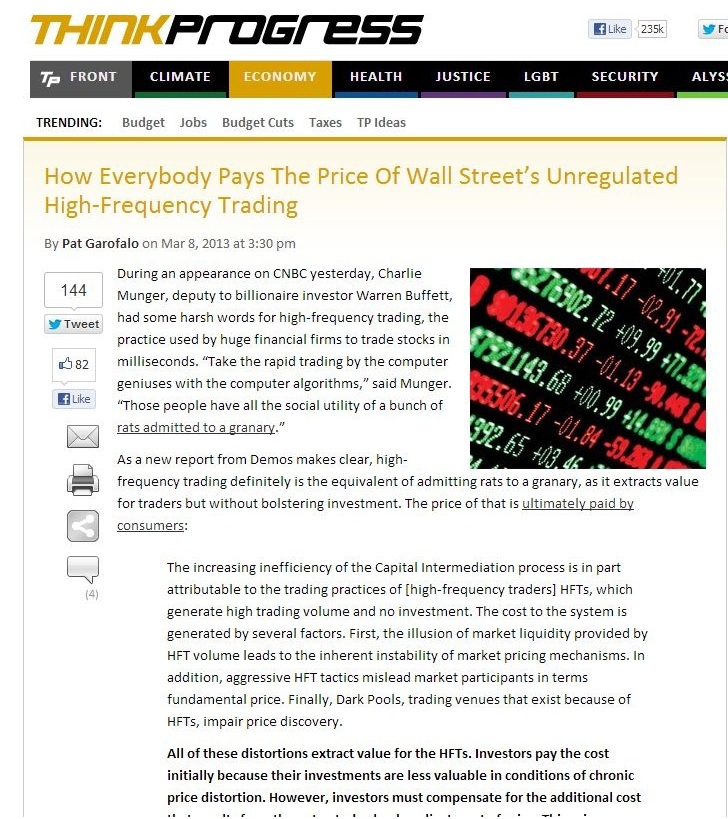 THINKPROGRESS
Like 235k
TP FRONT CLIMATE ECONOMY HEALTH JUSTICE LGBT SECURITY
TRENDING: Budget Jobs Budget Cuts Taxes TP Ideas
How Everybody Pays The Price Of Wall Street’s Unregulated
High-Frequency Trading
By Pat Garofalo on Mar 8, 2013 at 3:30 pm
144
Tweet
82
Like
(4)
During an appearance on CNBC yesterday, Charlie
Munger, deputy to billionaire investor Warren Buffett,
had some harsh words for high-frequency trading, the
practice used by huge financial firms to trade stocks in
milliseconds. “Take the rapid trading by the computer
geniuses with the computer algorithms,” said Munger.
“Those people have all the social utility of a bunch of
rats admitted to a granary.”
As a new report from Demos makes clear, high-
frequency trading definitely is the equivalent of admitting rats to a granary, as it extracts value
for traders but without bolstering investment. The price of that is ultimately paid by
consumers:
The increasing inefficiency of the Capital Intermediation process is in part
attributable to the trading practices of [high-frequency traders] HFTs, which
generate high trading volume and no investment. The cost to the system is
generated by several factors. First, the illusion of market liquidity provided by
HFT volume leads to the inherent instability of market pricing mechanisms. In
addition, aggressive HFT tactics mislead market participants in terms
fundamental price. Finally, Dark Pools, trading venues that exist because of
HFTs, impair price discovery.
All of these distortions extract value for the HFTs. Investors pay the cost
initially because their investments are less valuable in conditions of chronic
price distortion. However, investors must compensate for the additional cost